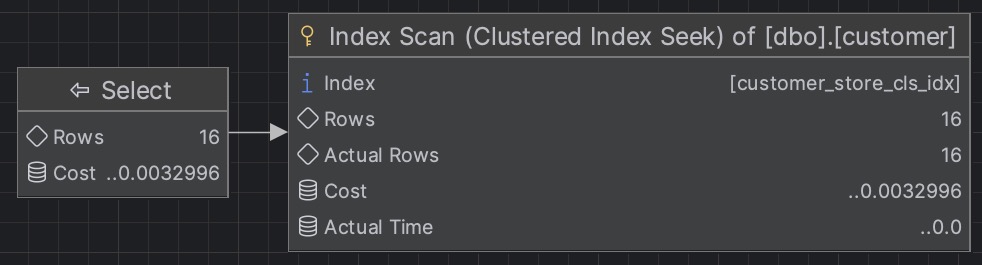 Select
Rows 16
Cost ..0.0032996
Index Scan (Clustered Index Seek) of [dbo].[customer]
Index [customer_store_cls_idx]
Rows 16
Actual Rows 16
Cost ..0.0032996
Actual Time ..0.0